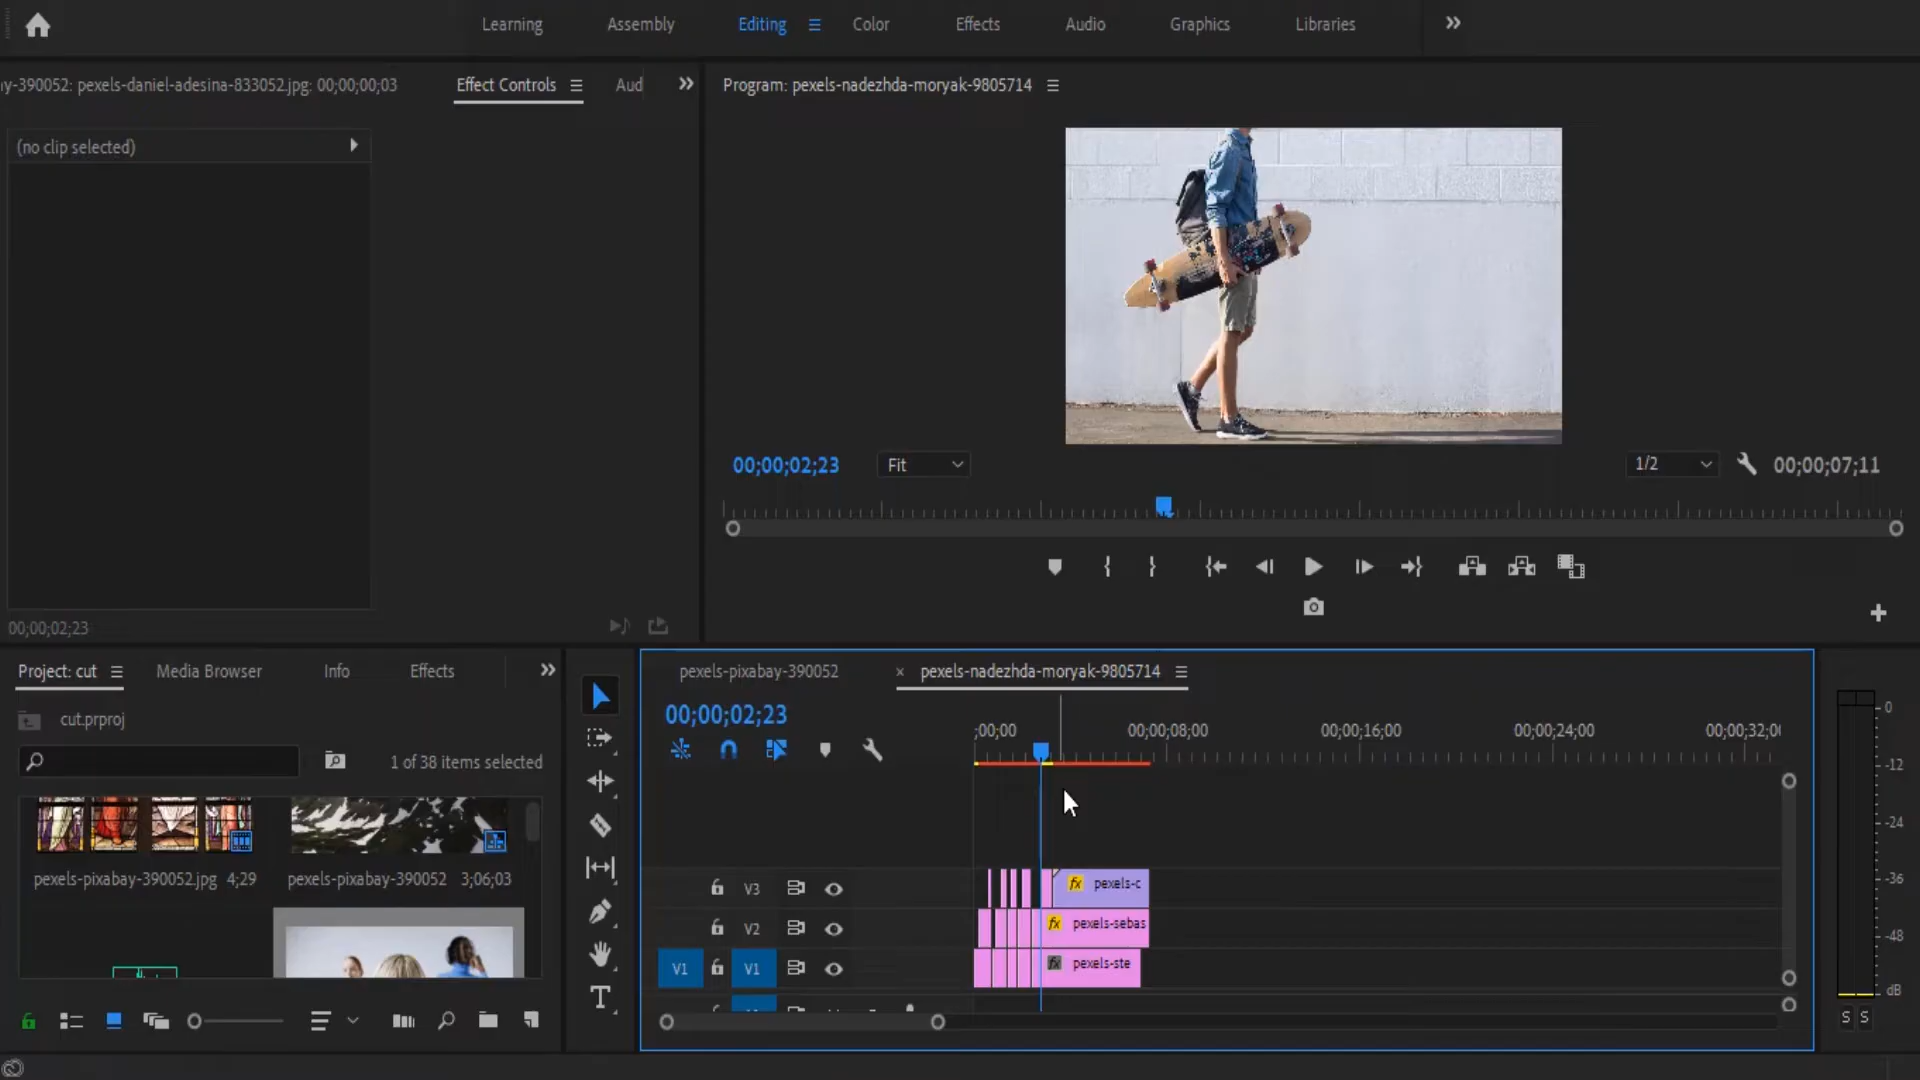 Learning Assembly Editing Color Effects Audio Graphics Libraries
y-390052: pexels-daniel-adesina-833052.jpg: 00;00;00;03 Effect Controls Aud
Program: pexels-nadezhda-moryak-9805714
(no clip selected)
00;00;02;23 Fit 1/2 00;00;07;11
00;00;02;23
Project: cut Media Browser Info Effects
cut.prproj
1 of 38 items selected
pexels-pixabay-390052.jpg 4;29 pexels-pixabay-390052 3;06;03
T
pexels-pixabay-390052 × pexels-nadezhda-moryak-9805714
00;00;02;23
;00;00 00;00;08;00 00;00;16;00 00;00;24;00 00;00;32;0
V3 fx pexels-c
V2 fx pexels-sebas
V1 V1 fx pexels-ste
0
-12
-24
-36
-48
dB
S S